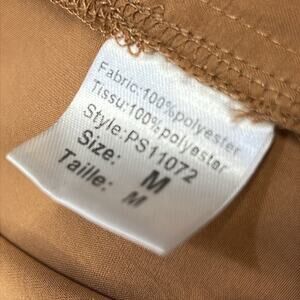 Fabric:100%polyester
Tissu:100%polyester
Style:PS11072
Size: M
Taille: M